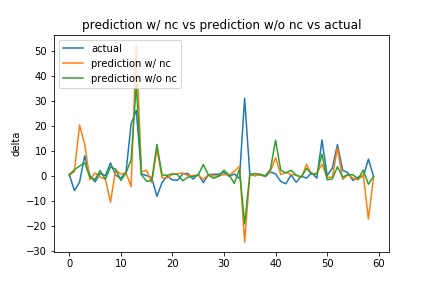 prediction w/ nc vs prediction w/o nc vs actual
actual
prediction w/ nc
prediction w/o nc
delta
50
40
30
20
10
0
−10
−20
−30
0 10 20 30 40 50 60